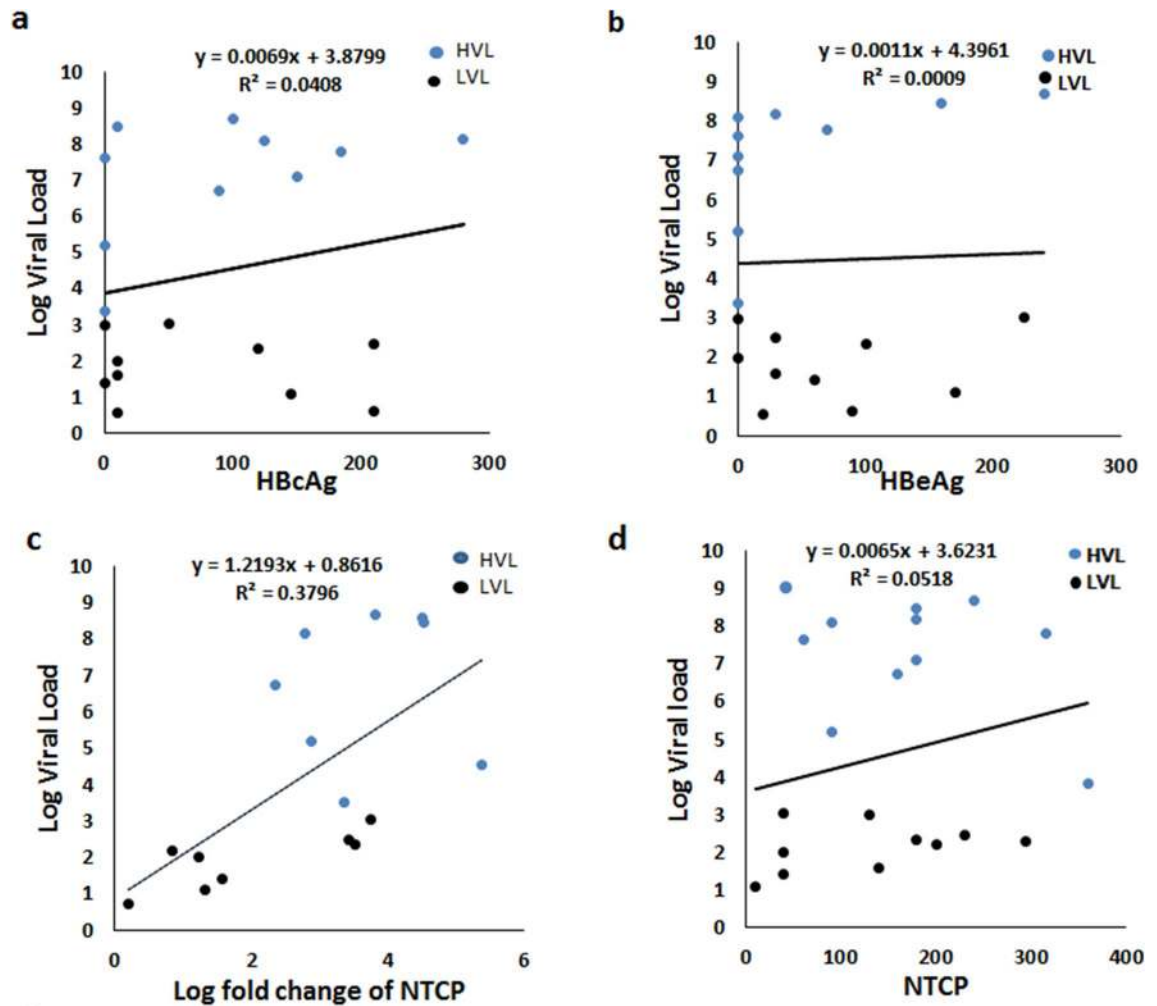 a
y = 0.0069x + 3.8799
R² = 0.0408
HVL
LVL
10
9
8
7
6
5
4
3
2
1
0
Log Viral Load
0 100 200 300
HBcAg
b
y = 0.0011x + 4.3961
R² = 0.0009
HVL
LVL
10
9
8
7
6
5
4
3
2
1
0
Log Viral Load
0 100 200 300
HBeAg
c
y = 1.2193x + 0.8616
R² = 0.3796
HVL
LVL
10
9
8
7
6
5
4
3
2
1
0
Log Viral Load
0 2 4 6
Log fold change of NTCP
d
y = 0.0065x + 3.6231
R² = 0.0518
HVL
LVL
10
9
8
7
6
5
4
3
2
1
0
Log Viral load
0 100 200 300 400
NTCP